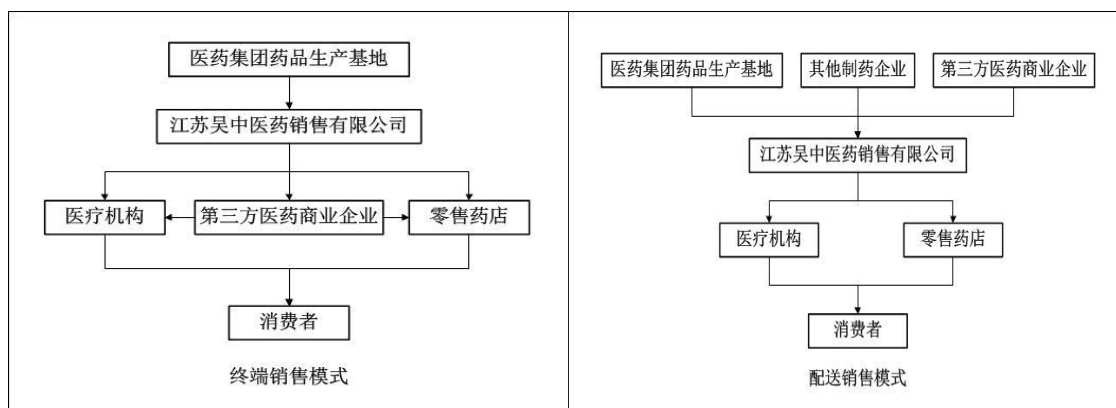 医药集团药品生产基地
江苏吴中医药销售有限公司
医疗机构
第三方医药商业企业
零售药店
消费者
终端销售模式
医药集团药品生产基地
其他制药企业
第三方医药商业企业
江苏吴中医药销售有限公司
医疗机构
零售药店
消费者
配送销售模式